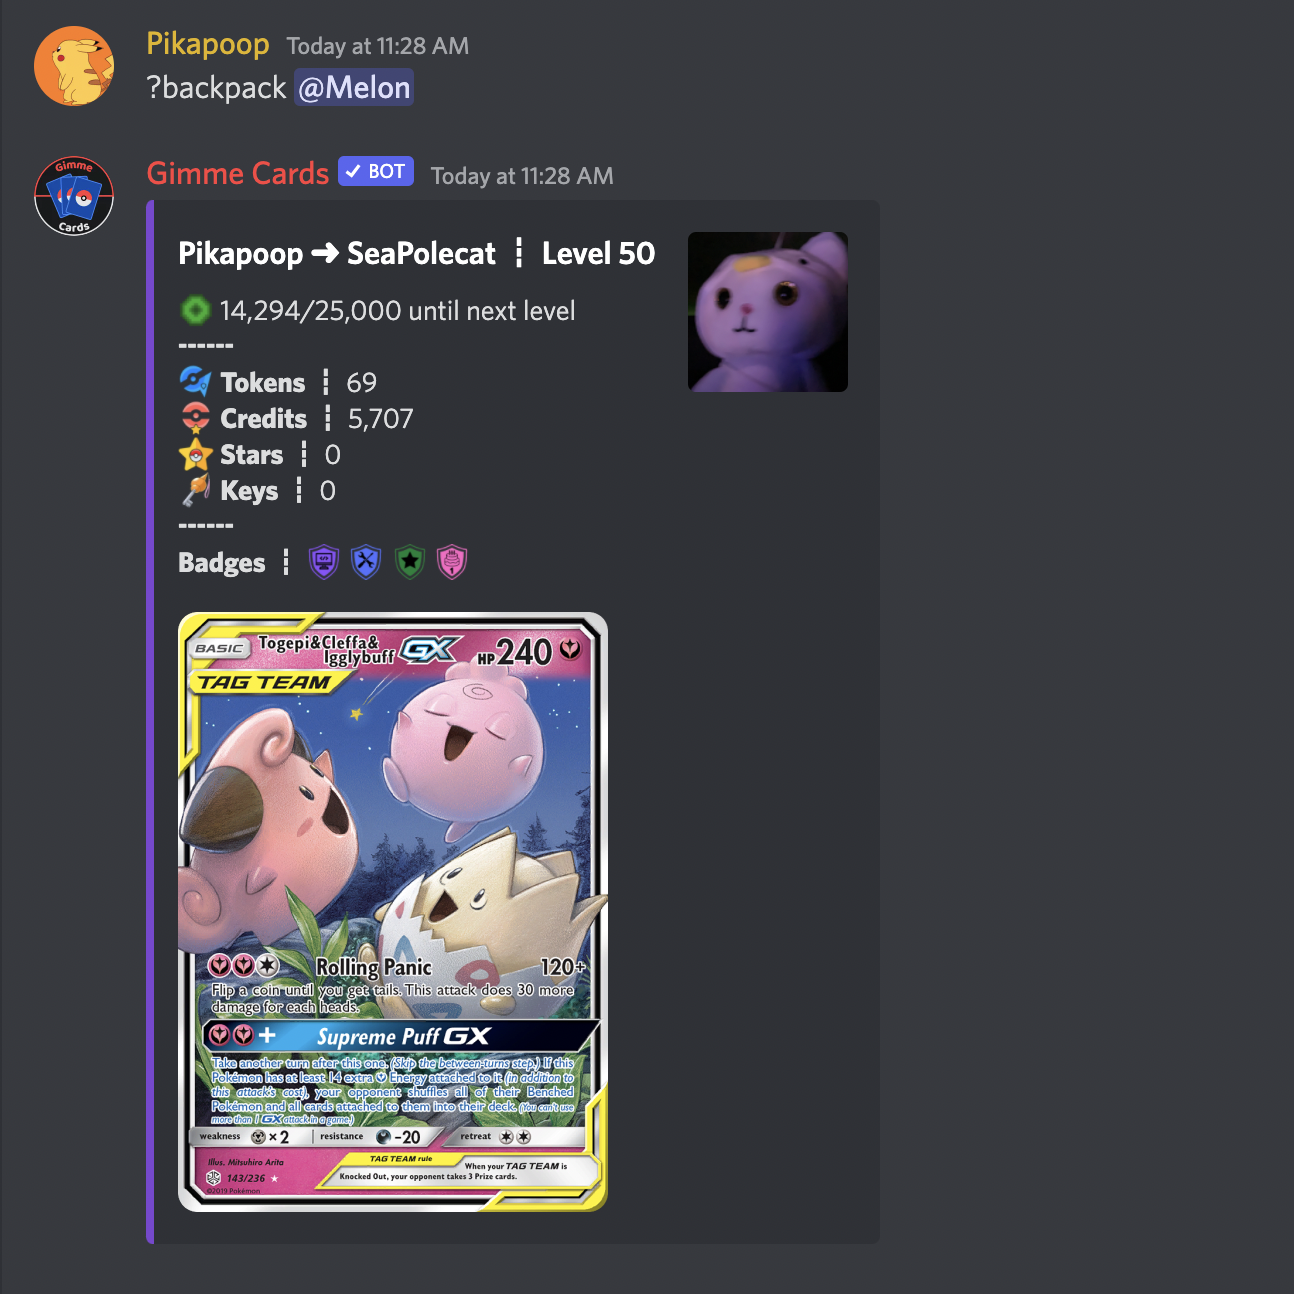 Pikapoop Today at 11:28 AM
?backpack @Melon
Gimme
Cards
Gimme Cards ✓ BOT Today at 11:28 AM
Pikapoop ➜ SeaPolecat ┇ Level 50
14,294/25,000 until next level
------
Tokens ┇ 69
Credits ┇ 5,707
Stars ┇ 0
Keys ┇ 0
------
Badges ┇
1
BASIC Togepi&Cleffa&
Igglybuff GX HP 240
TAG TEAM
Rolling Panic 120+
Flip a coin until you get tails. This attack does 30 more
damage for each heads.
+ Supreme Puff GX
Take another turn after this one. (Skip the between-turns step.) If this
Pokémon has at least 14 extra Energy attached to it (in addition to
this attack's cost), your opponent shuffles all of their Benched
Pokémon and all cards attached to them into their deck. (You can't use
more than 1 GX attack in a game.)
weakness ×2 resistance -20 retreat
Illus. Mitsuhiro Arita
143/236 ★
©2019 Pokémon
TAG TEAM rule
When your TAG TEAM is
Knocked Out, your opponent takes 3 Prize cards.